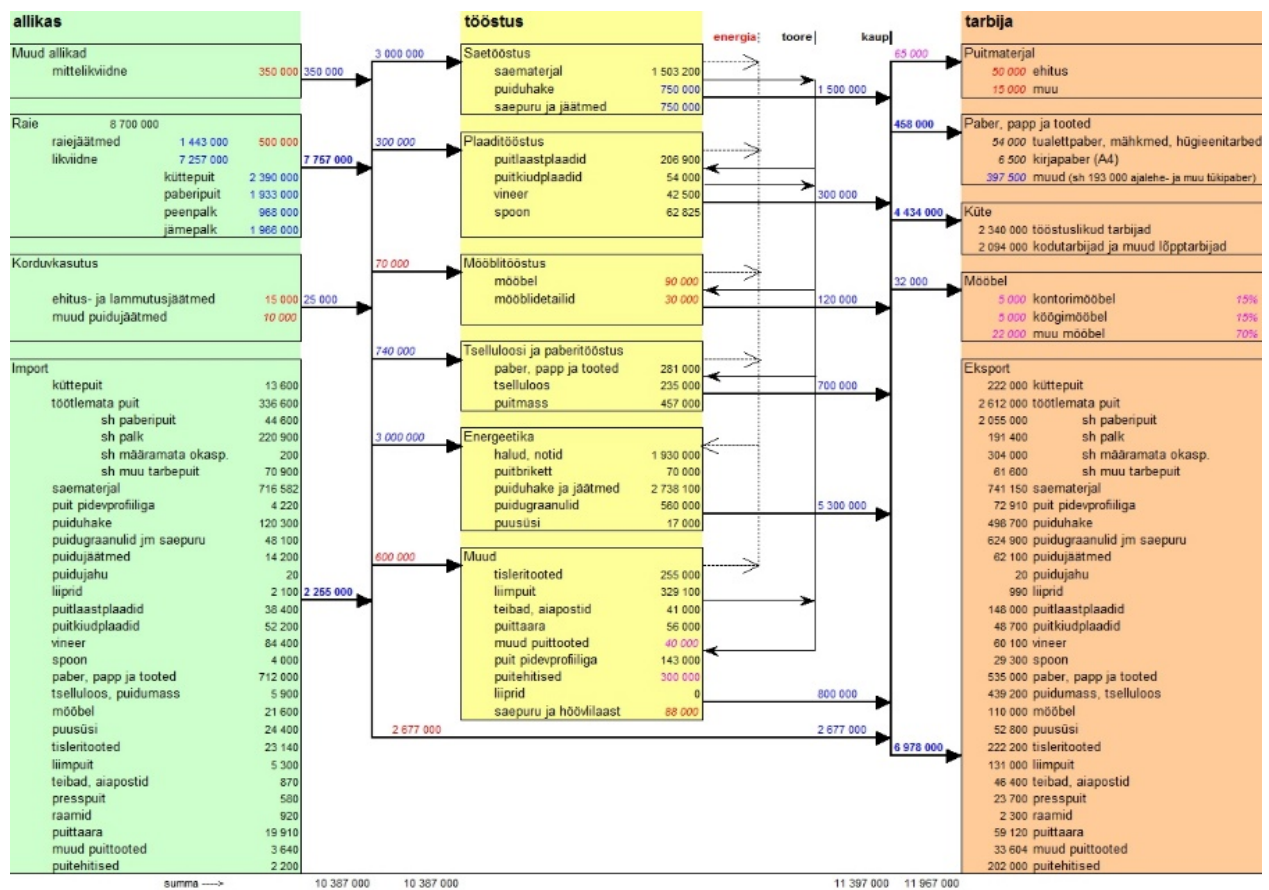 allikas
Muud allikad
mittelikviidne 350 000 350 000
Raie 8 700 000
raiejäätmed 1 443 000 500 000
likviidne 7 257 000 7 757 000
küttepuit 2 390 000
paberipuit 1 933 000
peenpalk 968 000
jämepalk 1 966 000
Korduvkasutus
ehitus- ja lammutusjäätmed 15 000 25 000
muud puidujäätmed 10 000
Import
küttepuit 13 600
töötlemata puit 336 600
sh paberipuit 44 600
sh palk 220 900
sh määramata okasp. 200
sh muu tarbepuit 70 900
saematerjal 716 582
puit pidevprofiiliga 4 220
puiduhake 120 300
puidugraanulid jm saepuru 48 100
puidujäätmed 14 200
puidujahu 20
liiprid 2 100 2 255 000
puitlaastplaadid 38 400
puitkiudplaadid 52 200
vineer 84 400
spoon 4 000
paber, papp ja tooted 712 000
tselluloos, puidumass 5 900
mööbel 21 600
puusüsi 24 400
tisleritooted 23 140
liimpuit 5 300
teibad, aiapostid 870
presspuit 580
raamid 920
puittaara 19 910
muud puittooted 3 640
puitehitised 2 200
summa ----> 10 387 000 10 387 000 11 397 000 11 967 000
tööstus
energia toore kaup
3 000 000
Saetööstus
saematerjal 1 503 200
puiduhake 750 000 1 500 000
saepuru ja jäätmed 750 000
300 000
Plaaditööstus
puitlaastplaadid 206 900
puitkiudplaadid 54 000
vineer 42 500 300 000
spoon 62 825
70 000
Mööblitööstus
mööbel 90 000
mööblidetailid 30 000 120 000
740 000
Tselluloosi ja paberitööstus
paber, papp ja tooted 281 000
tselluloos 235 000 700 000
puitmass 457 000
3 000 000
Energeetika
halud, notid 1 930 000
puitbrikett 70 000
puiduhake ja jäätmed 2 738 100
puidugraanulid 560 000 5 300 000
puusüsi 17 000
600 000
Muud
tisleritooted 255 000
liimpuit 329 100
teibad, aiapostid 41 000
puittaara 56 000
muud puittooted 40 000
puit pidevprofiiliga 143 000
puitehitised 300 000
liiprid 0 800 000
saepuru ja höövlilaast 88 000
2 677 000 2 677 000
tarbija
65 000
Puitmaterjal
50 000 ehitus
15 000 muu
458 000
Paber, papp ja tooted
54 000 tualettpaber, mähkmed, hügieenitarbed
6 500 kirjapaber (A4)
397 500 muud (sh 193 000 ajalehe- ja muu tükipaber)
4 434 000
Küte
2 340 000 tööstuslikud tarbijad
2 094 000 kodutarbijad ja muud lõpptarbijad
32 000
Mööbel
5 000 kontorimööbel 15%
5 000 köögimööbel 15%
22 000 muu mööbel 70%
Eksport
222 000 küttepuit
2 612 000 töötlemata puit
2 055 000 sh paberipuit
191 400 sh palk
304 000 sh määramata okasp.
61 600 sh muu tarbepuit
741 150 saematerjal
72 910 puit pidevprofiiliga
498 700 puiduhake
624 900 puidugraanulid jm saepuru
62 100 puidujäätmed
20 puidujahu
990 liiprid
148 000 puitlaastplaadid
48 700 puitkiudplaadid
60 100 vineer
29 300 spoon
535 000 paber, papp ja tooted
439 200 puidumass, tselluloos
110 000 mööbel
52 800 puusüsi
6 978 000
222 200 tisleritooted
131 000 liimpuit
46 400 teibad, aiapostid
23 700 presspuit
2 300 raamid
59 120 puittaara
33 604 muud puittooted
202 000 puitehitised